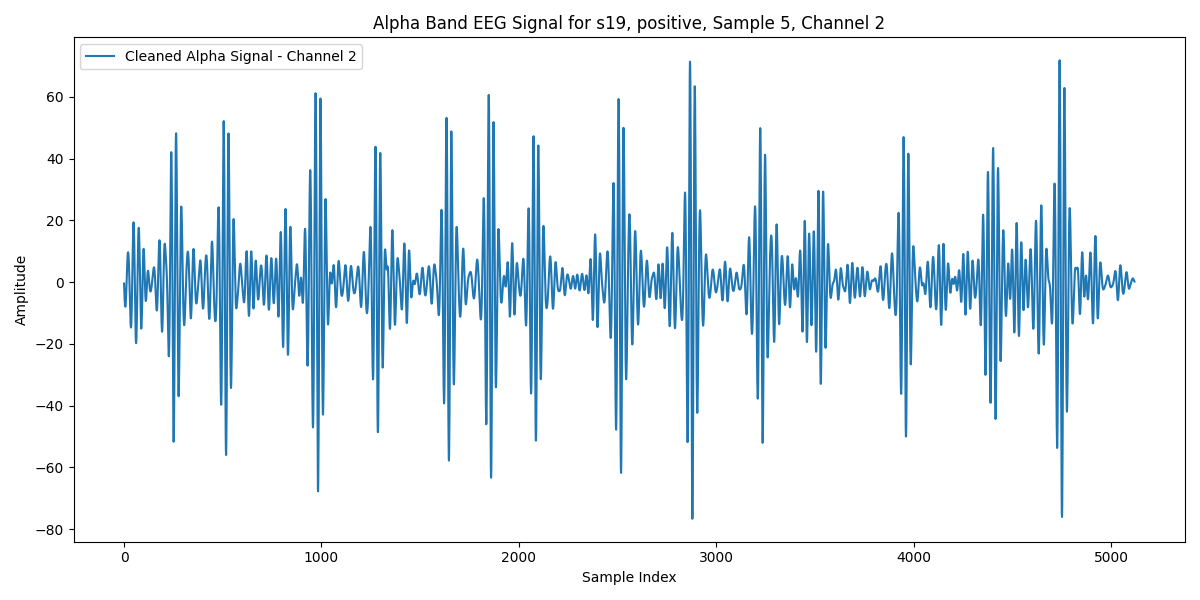 Alpha Band EEG Signal for s19, positive, Sample 5, Channel 2
Cleaned Alpha Signal - Channel 2
Amplitude
60
40
20
0
−20
−40
−60
−80
0 1000 2000 3000 4000 5000
Sample Index